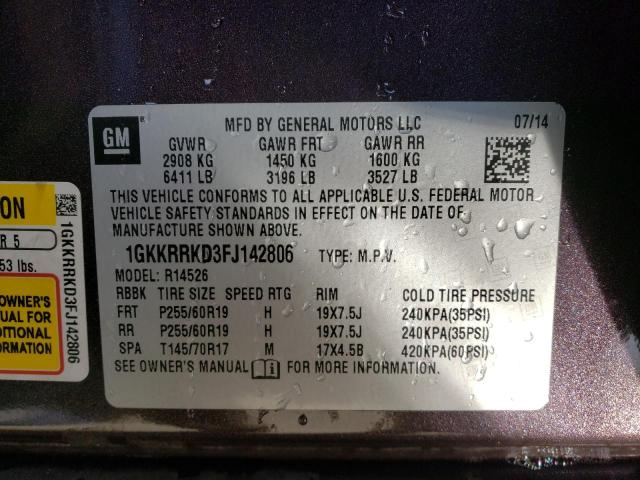 GM
MFD BY GENERAL MOTORS LLC 07/14
GVWR GAWR FRT GAWR RR
2908 KG 1450 KG 1600 KG
6411 LB 3196 LB 3527 LB
THIS VEHICLE CONFORMS TO ALL APPLICABLE U.S. FEDERAL MOTOR
VEHICLE SAFETY STANDARDS IN EFFECT ON THE DATE OF
MANUFACTURE SHOWN ABOVE.
1GKKRRKD3FJ142806 TYPE: M.P.V.
MODEL: R14526
RBBK TIRE SIZE SPEED RTG RIM COLD TIRE PRESSURE
FRT P255/60R19 H 19X7.5J 240KPA(35PSI)
RR P255/60R19 H 19X7.5J 240KPA(35PSI)
SPA T145/70R17 M 17X4.5B 420KPA(60PSI)
SEE OWNER'S MANUAL FOR MORE INFORMATION.
ON
R 5
53 lbs.
OWNER'S
UAL FOR
DITIONAL
RMATION
1GKKRRKD3FJ142806